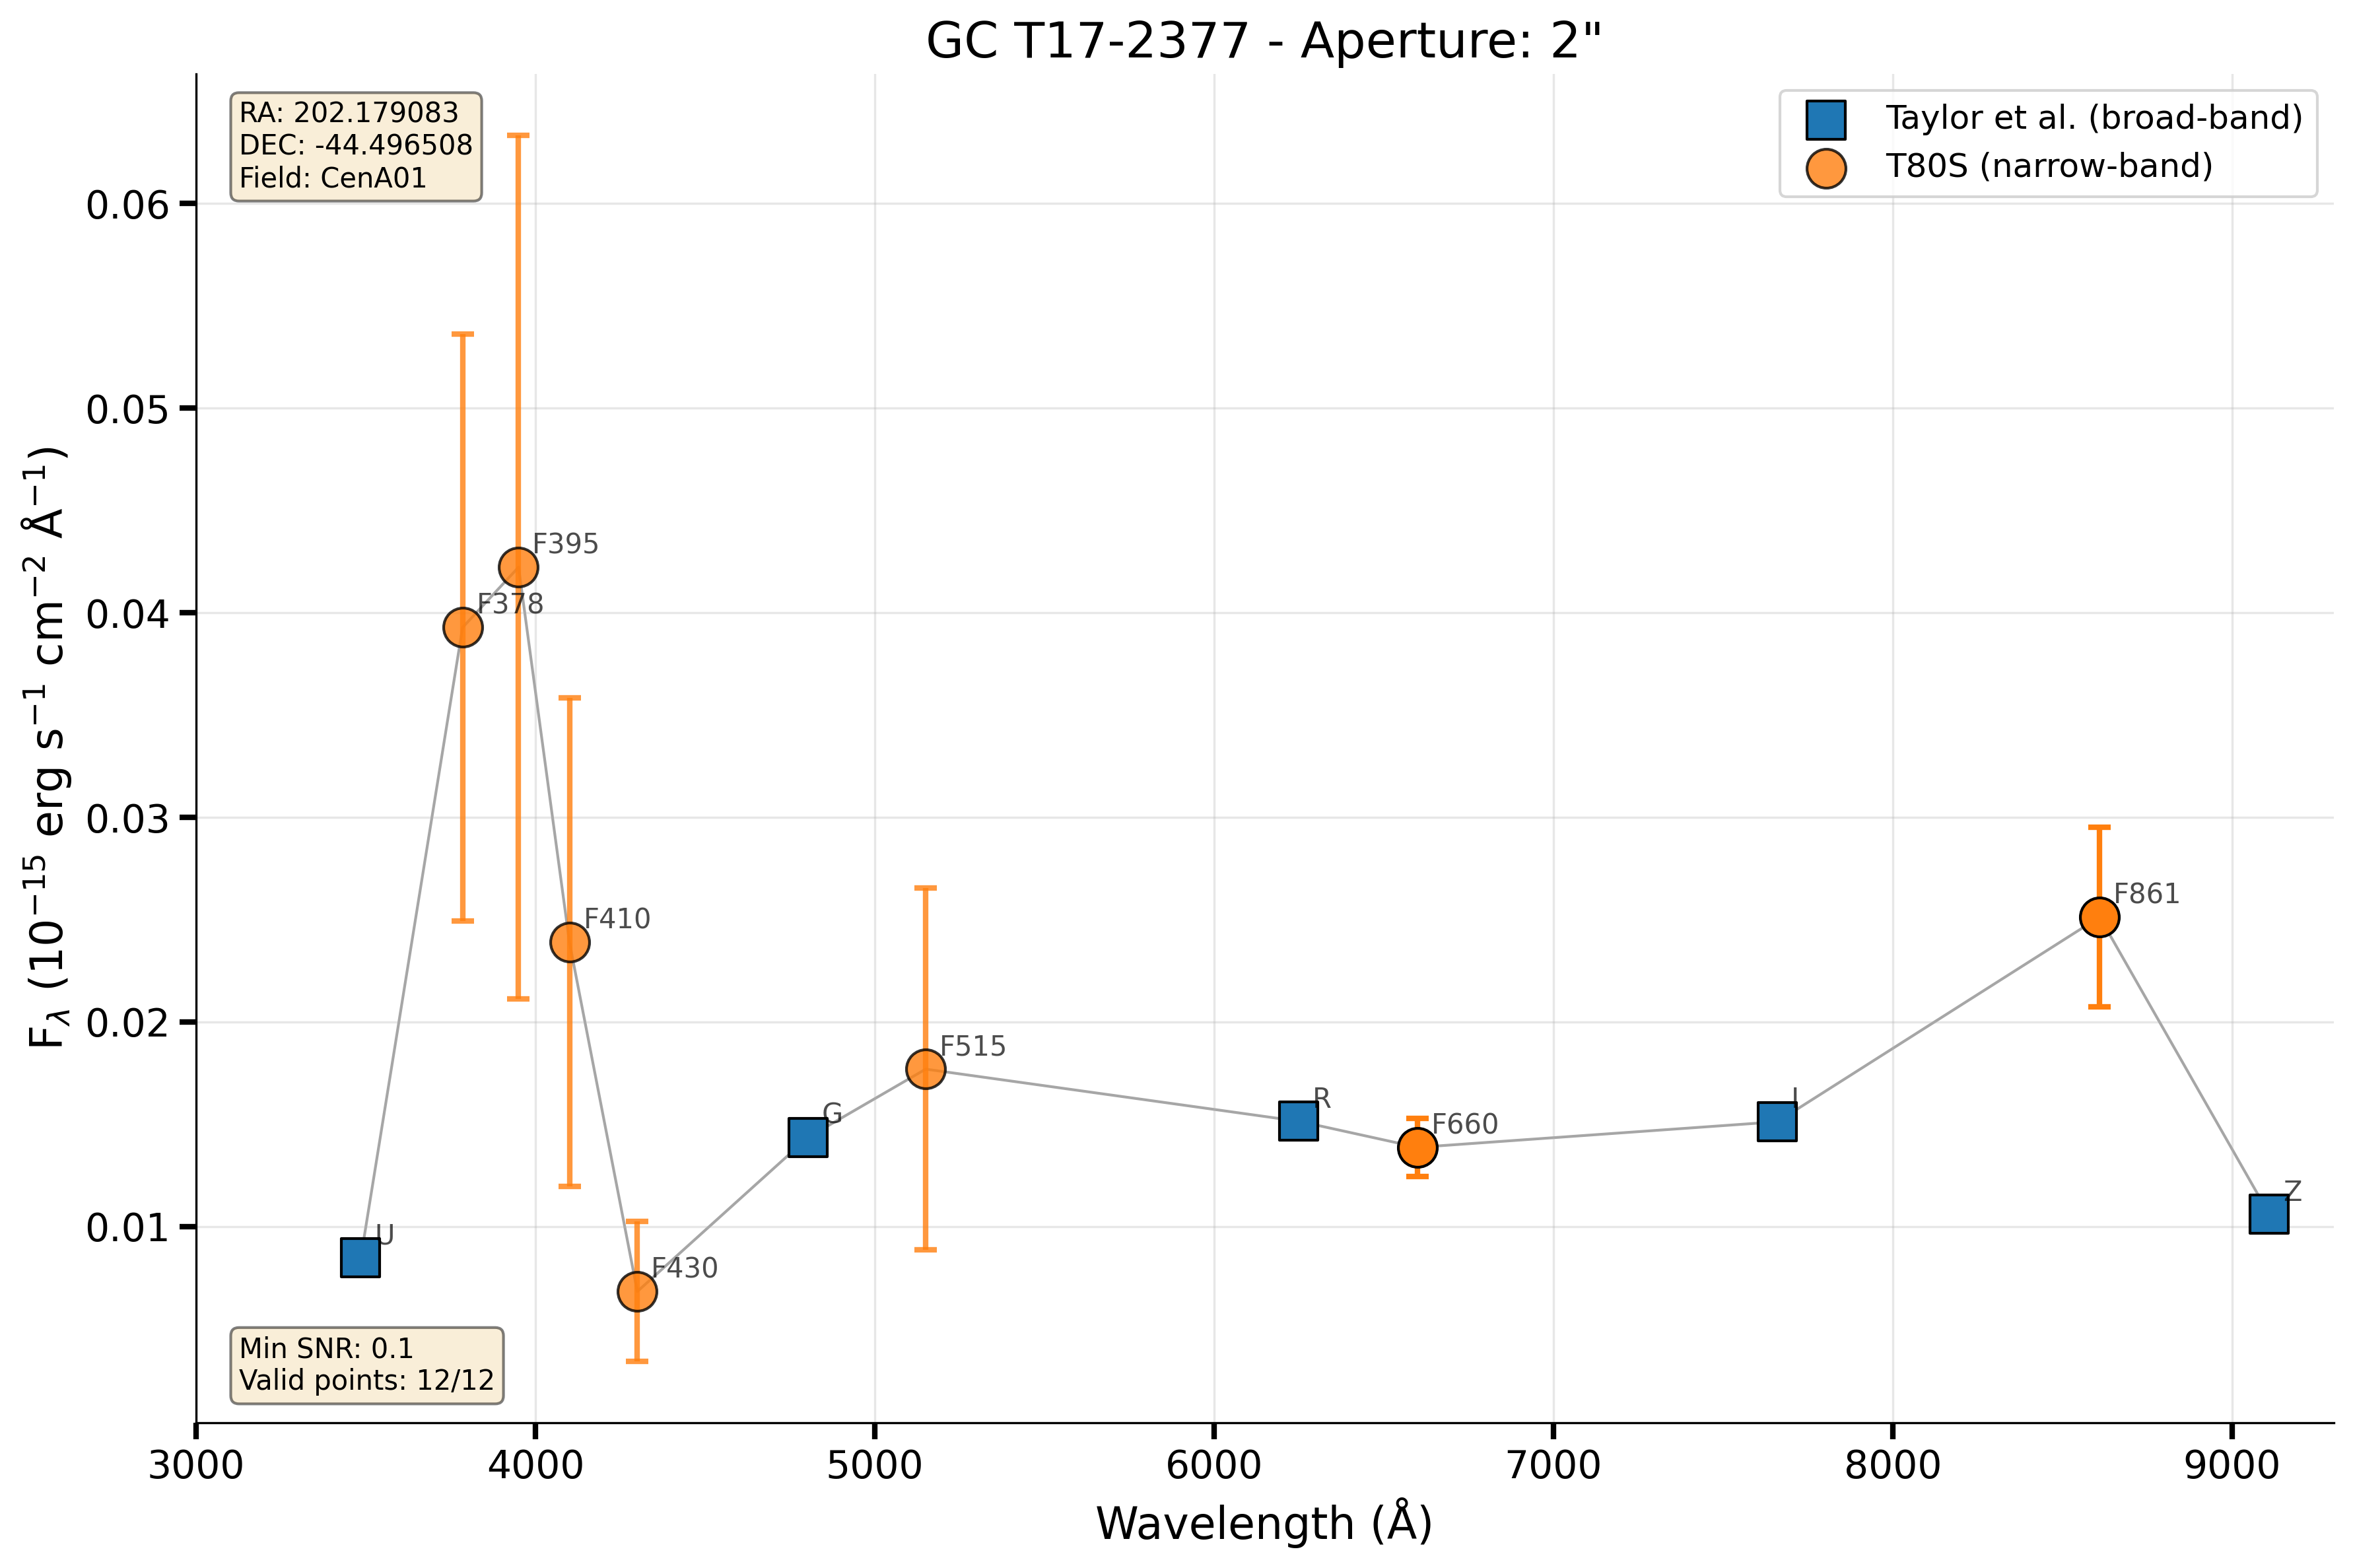 GC T17-2377 - Aperture: 2"
RA: 202.179083
DEC: -44.496508
Field: CenA01
Taylor et al. (broad-band)
T80S (narrow-band)
0.06
0.05
0.04
0.03
0.02
0.01
F_λ (10⁻¹⁵ erg s⁻¹ cm⁻² Å⁻¹)
F395
F378
F410
F861
F515
G
R
F660
I
Z
U
F430
Min SNR: 0.1
Valid points: 12/12
3000
4000
5000
6000
7000
8000
9000
Wavelength (Å)